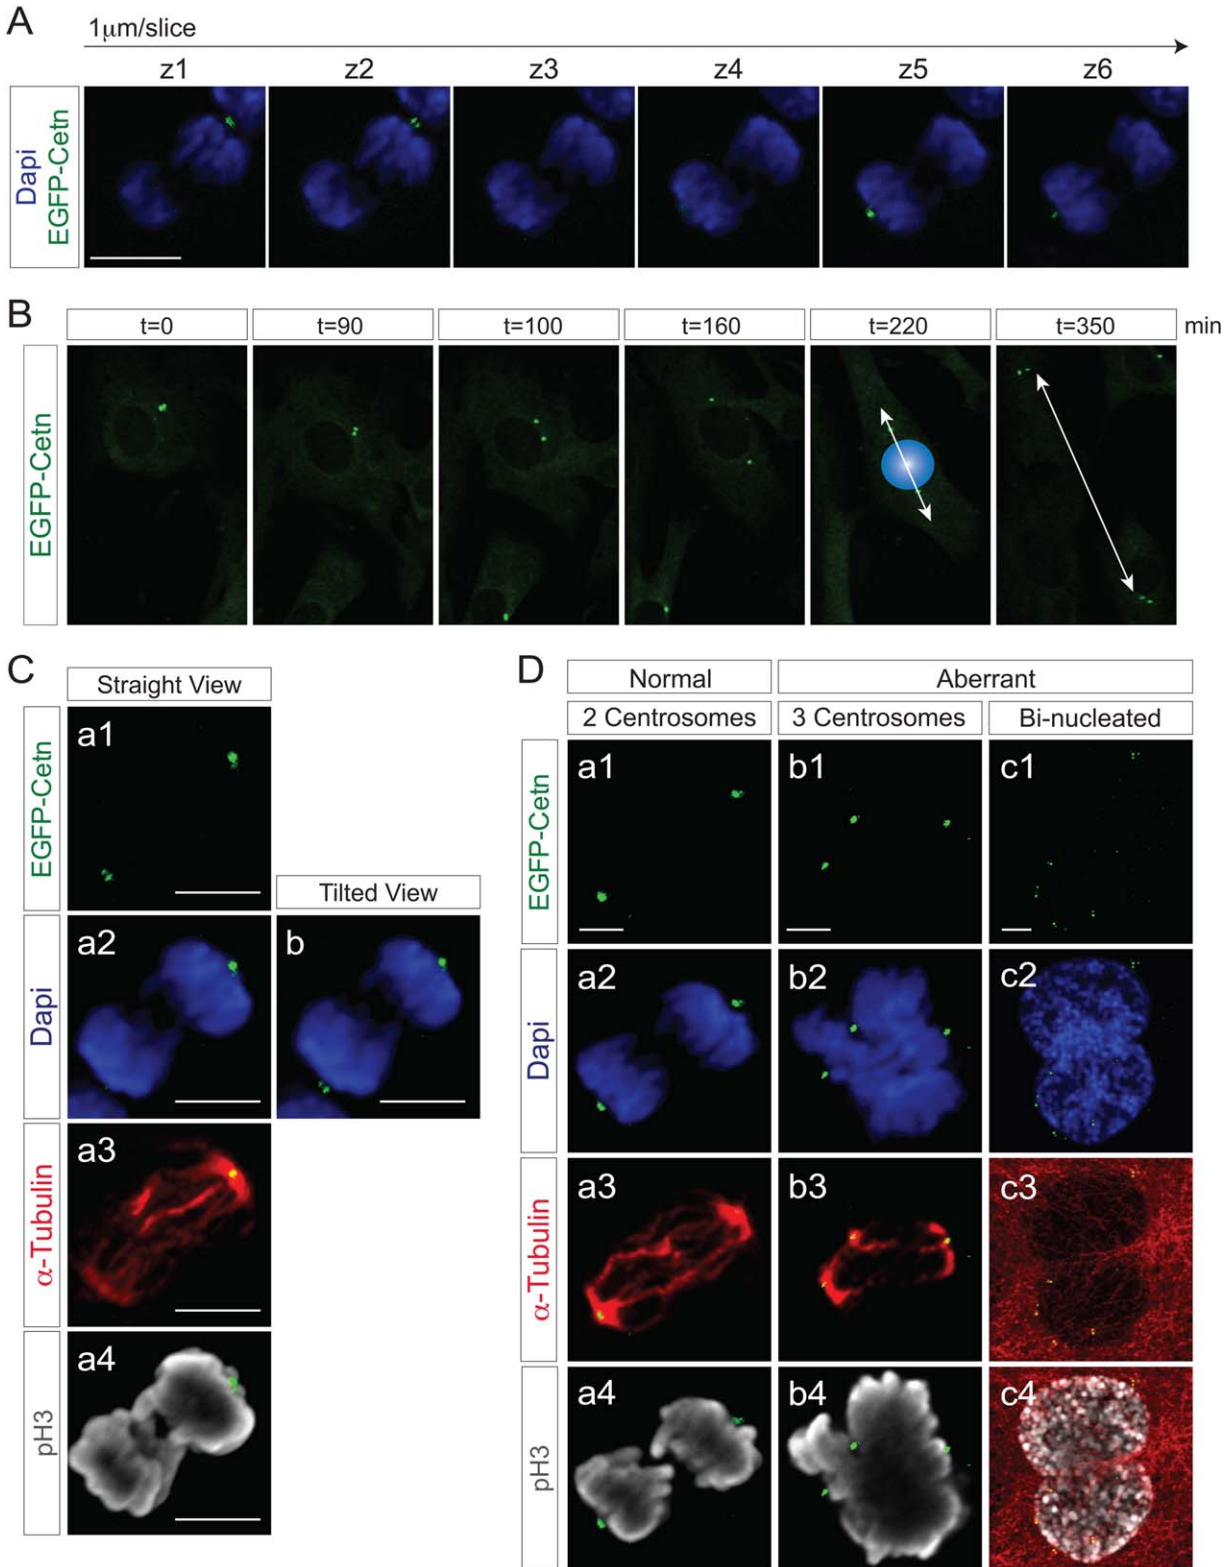 A
1μm/slice
z1 z2 z3 z4 z5 z6
Dapi
EGFP-Cetn
B
t=0 t=90 t=100 t=160 t=220 t=350 min
EGFP-Cetn
C
Straight View
EGFP-Cetn
a1
Tilted View
Dapi
a2 b
α-Tubulin
a3
pH3
a4
D
Normal Aberrant
2 Centrosomes 3 Centrosomes Bi-nucleated
EGFP-Cetn
a1 b1 c1
Dapi
a2 b2 c2
α-Tubulin
a3 b3 c3
pH3
a4 b4 c4